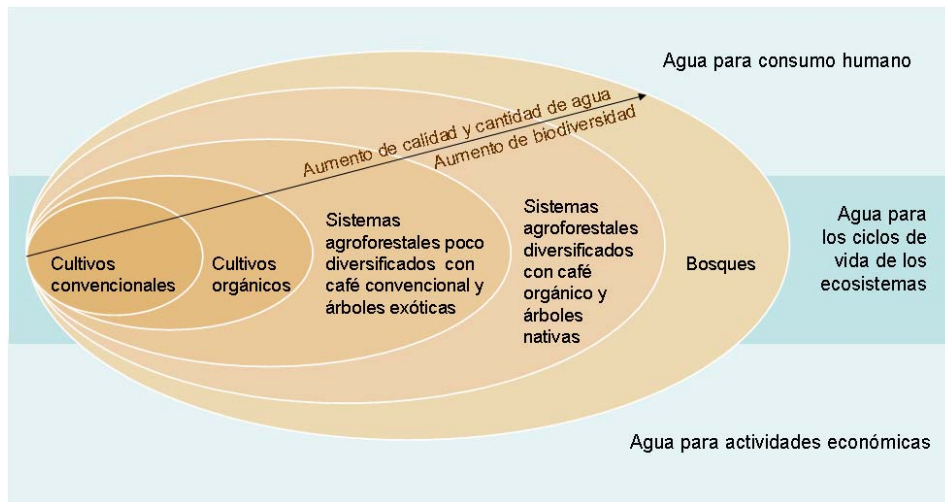 Agua para consumo humano
Aumento de calidad y cantidad de agua
Aumento de biodiversidad
Cultivos
convencionales
Cultivos
orgánicos
Sistemas
agroforestales poco
diversificados con
café convencional y
árboles exóticas
Sistemas
agroforestales
diversificados
con café
orgánico y
árboles
nativas
Bosques
Agua para
los ciclos de
vida de los
ecosistemas
Agua para actividades económicas